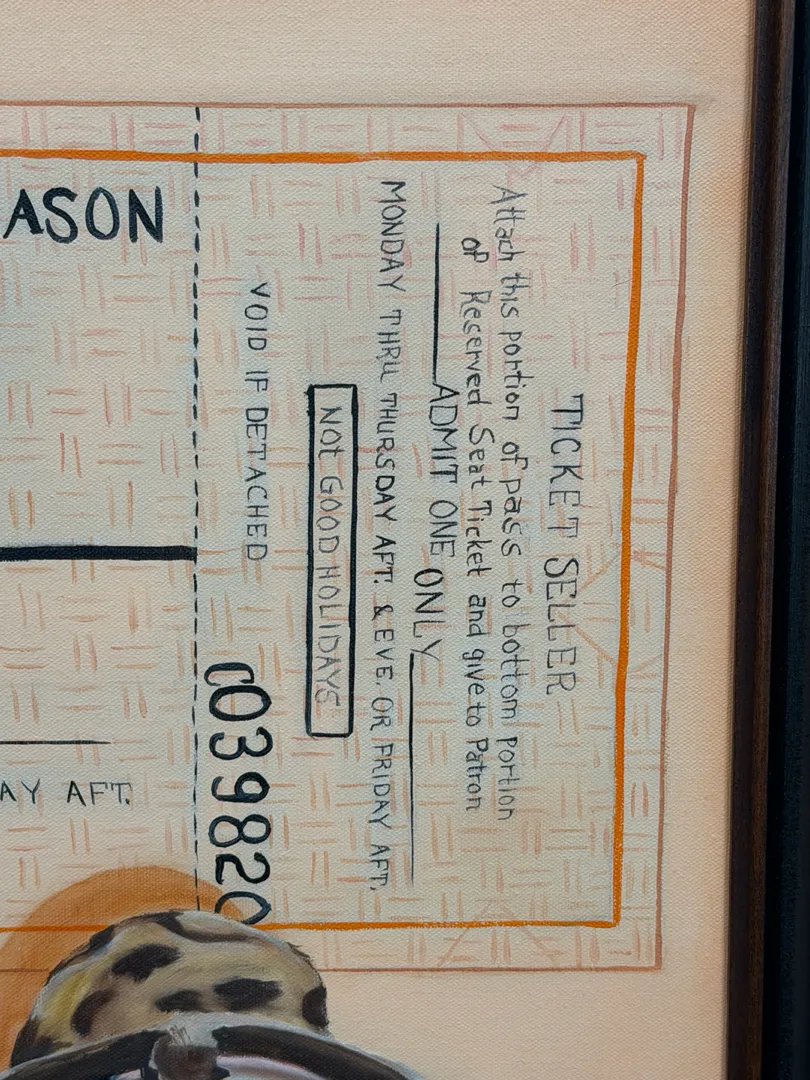 ASON
AY AFT.
TICKET SELLER
Attach this portion of pass to bottom portion
of Reserved Seat Ticket and give to Patron
ADMIT ONE ONLY
MONDAY THRU THURSDAY AFT. & EVE. OR FRIDAY AFT.
NOt GOOD HOLIDAYS
VOID IF DETACHED
C039820